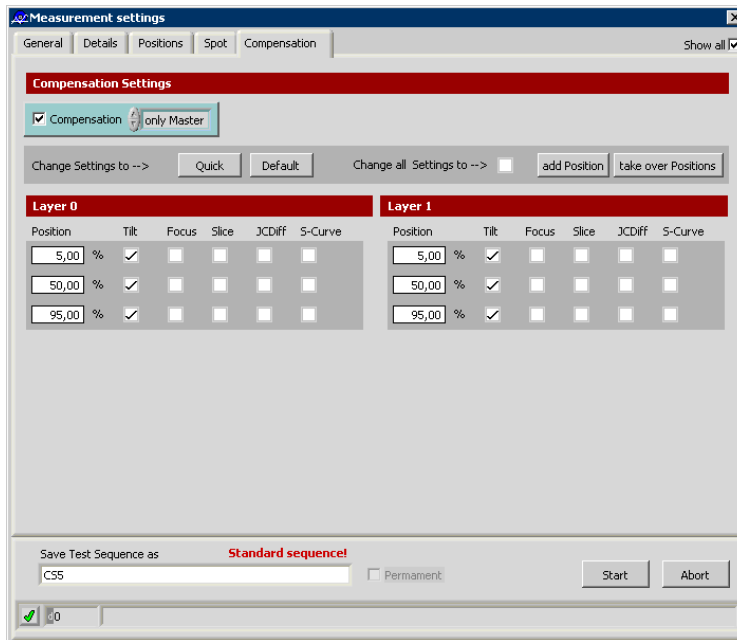 Measurement settings
General Details Positions Spot Compensation Show all
Compensation Settings
Compensation only Master
Change Settings to --> Quick Default Change all Settings to --> add Position take over Positions
Layer 0 Layer 1
Position Tilt Focus Slice JCDiff S-Curve Position Tilt Focus Slice JCDiff S-Curve
5,00 % 5,00 %
50,00 % 50,00 %
95,00 % 95,00 %
Save Test Sequence as Standard sequence!
CS5 Permament Start Abort
0